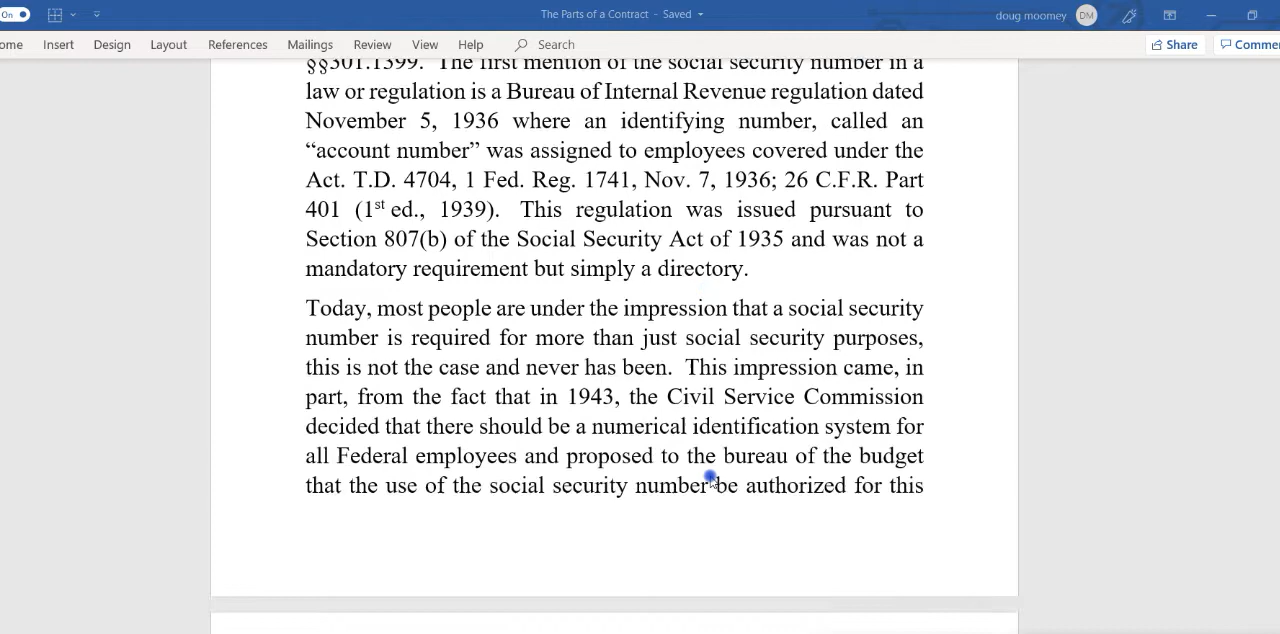 On
The Parts of a Contract - Saved
doug moomey DM
ome Insert Design Layout References Mailings Review View Help Search Share Comme
§§301.1399. The first mention of the social security number in a
law or regulation is a Bureau of Internal Revenue regulation dated
November 5, 1936 where an identifying number, called an
“account number” was assigned to employees covered under the
Act. T.D. 4704, 1 Fed. Reg. 1741, Nov. 7, 1936; 26 C.F.R. Part
401 (1st ed., 1939). This regulation was issued pursuant to
Section 807(b) of the Social Security Act of 1935 and was not a
mandatory requirement but simply a directory.
Today, most people are under the impression that a social security
number is required for more than just social security purposes,
this is not the case and never has been. This impression came, in
part, from the fact that in 1943, the Civil Service Commission
decided that there should be a numerical identification system for
all Federal employees and proposed to the bureau of the budget
that the use of the social security number be authorized for this